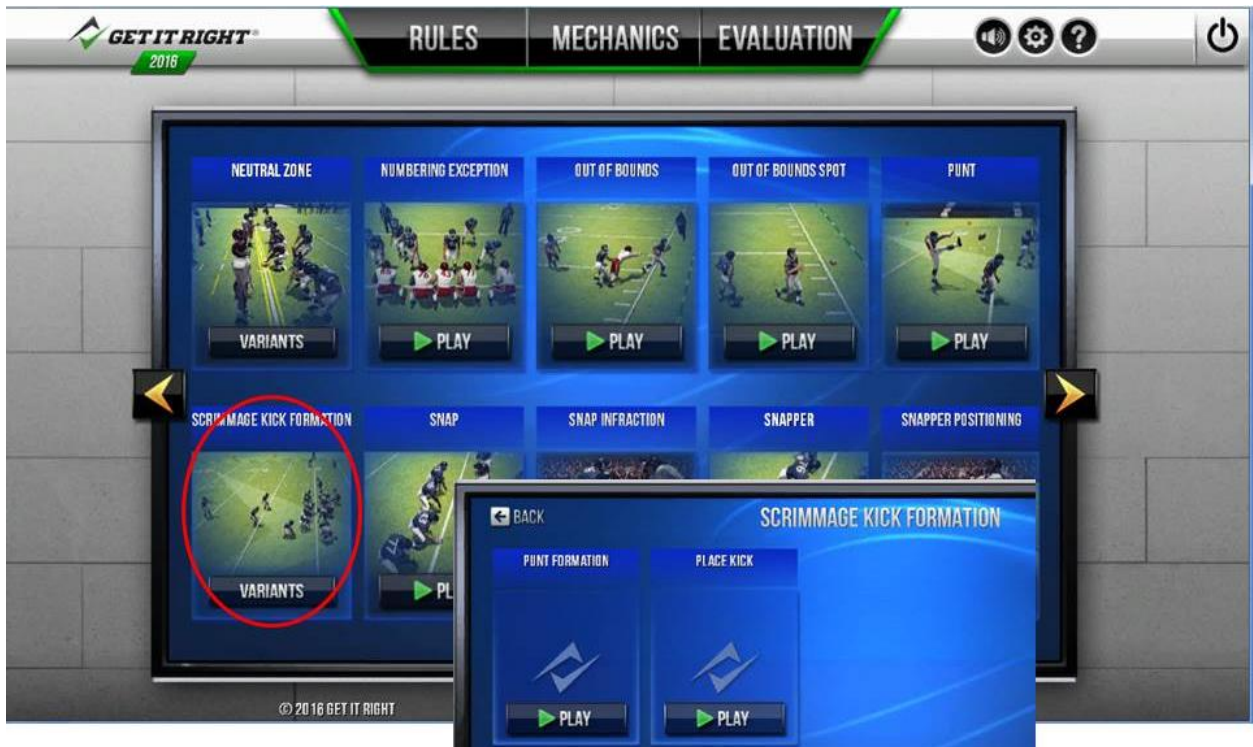 GET IT RIGHT®
2016
RULES
MECHANICS
EVALUATION
NEUTRAL ZONE
NUMBERING EXCEPTION
OUT OF BOUNDS
OUT OF BOUNDS SPOT
PUNT
VARIANTS
PLAY
PLAY
PLAY
PLAY
SCRIMMAGE KICK FORMATION
SNAP
SNAP INFRACTION
SNAPPER
SNAPPER POSITIONING
VARIANTS
PL
BACK
SCRIMMAGE KICK FORMATION
PUNT FORMATION
PLACE KICK
PLAY
PLAY
© 2016 GET IT RIGHT